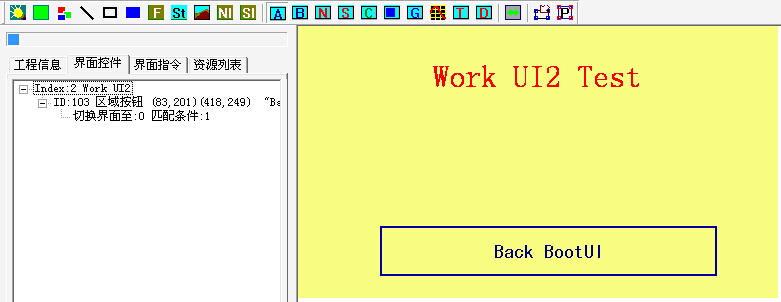 F St NI SI A B N S C G T D P
工程信息 界面控件 界面指令 资源列表
Index:2 Work UI2
ID:103 区域按钮 (83,201)(418,249)
切换界面至:0 匹配条件:1
Work UI2 Test
Back BootUI